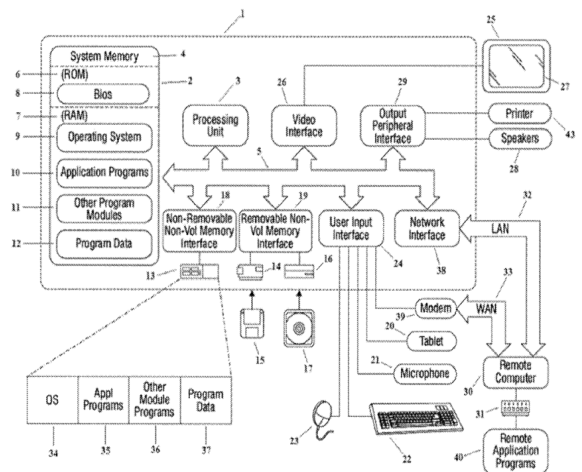 1
System Memory
4
6
(ROM)
8
Bios
2
7
(RAM)
9
Operating System
10
Application Programs
11
Other Program
Modules
12
Program Data
3
Processing
Unit
26
Video
Interface
29
Output
Peripheral
Interface
25
27
Printer
43
Speakers
28
5
18
Non-Removable
Non-Vol Memory
Interface
19
Removable Non-
Vol Memory
Interface
User Input
Interface
24
Network
Interface
38
32
LAN
13
14
16
15
17
33
Modem
39
WAN
20
Tablet
21
Microphone
23
22
Remote
Computer
30
31
Remote
Application
Programs
40
OS
Appl
Programs
Other
Module
Programs
Program
Data
34
35
36
37